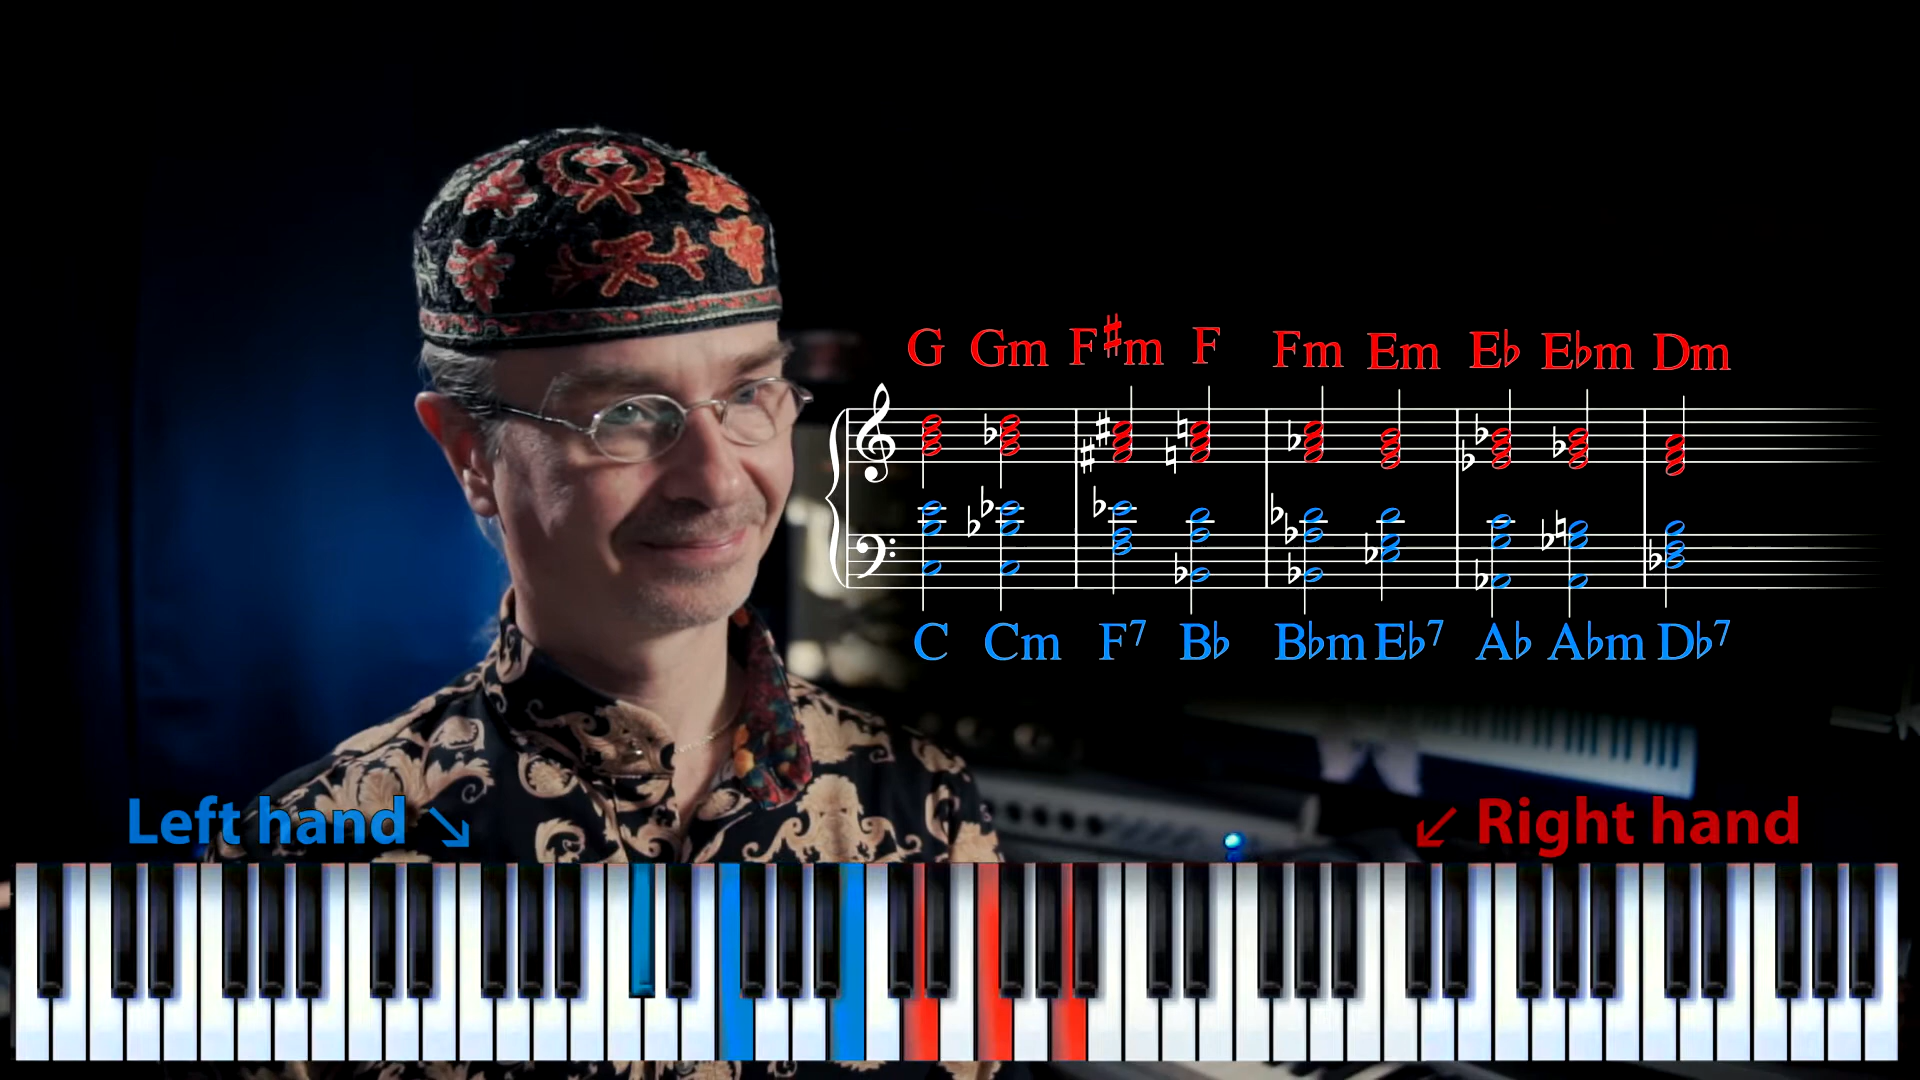 G Gm F♯m F Fm Em E♭ E♭m Dm
C Cm F⁷ B♭ B♭m E♭⁷ A♭ A♭m D♭⁷
Left hand ↘
↙ Right hand